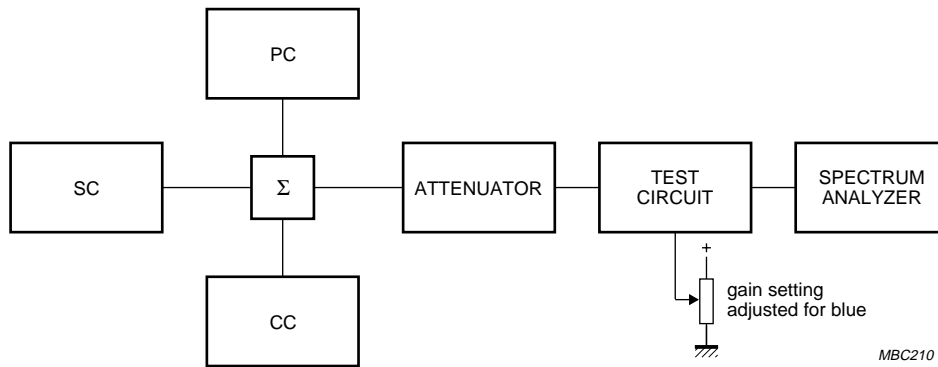 PC
SC
Σ
ATTENUATOR
TEST
CIRCUIT
SPECTRUM
ANALYZER
+
gain setting
adjusted for blue
CC
MBC210